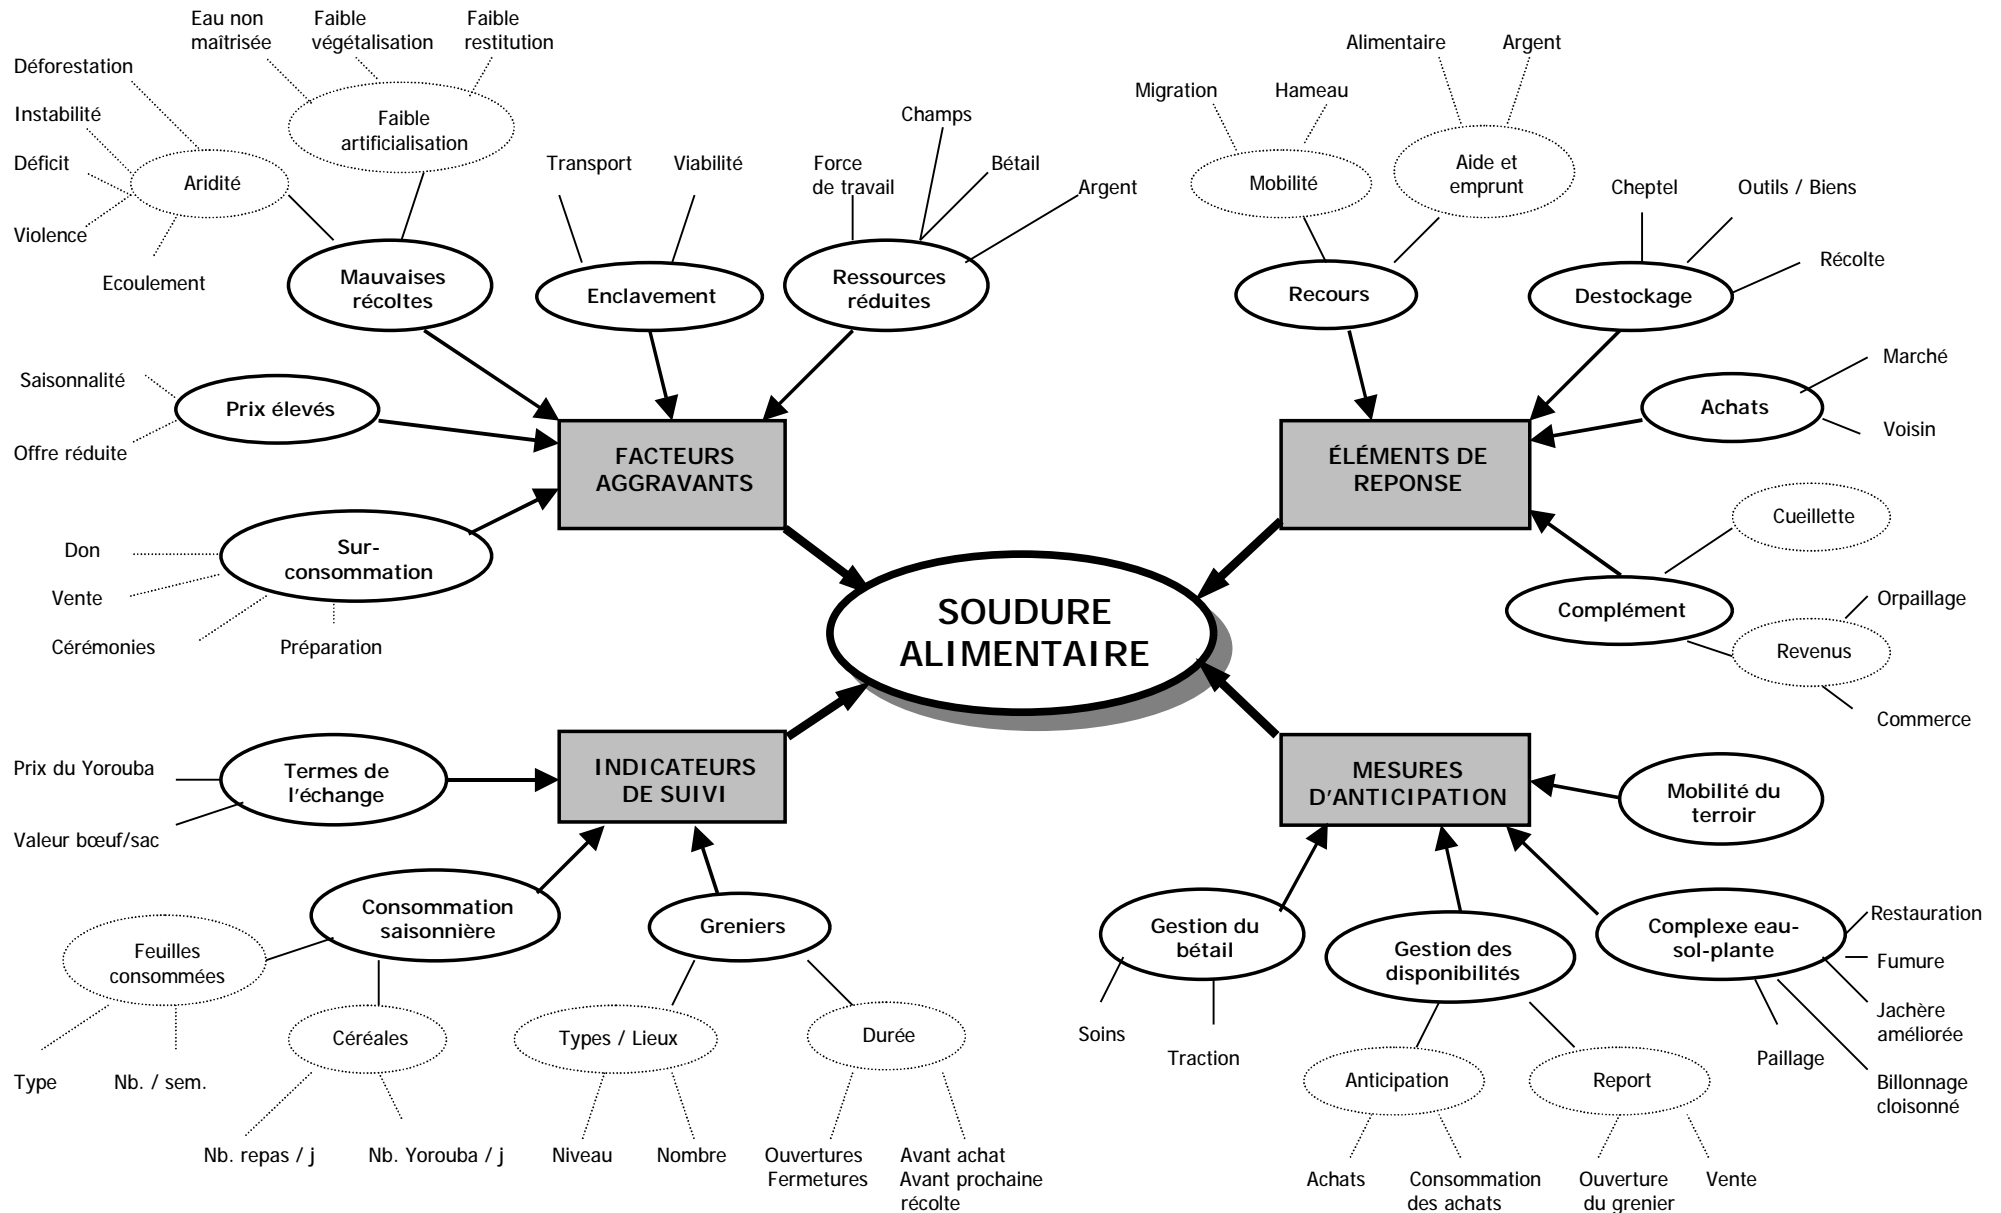 Eau non
maîtrisée
Faible
végétalisation
Faible
restitution
Déforestation
Instabilité
Déficit
Violence
Ecoulement
Aridité
Faible
artificialisation
Mauvaises
récoltes
Transport
Viabilité
Enclavement
Force
de travail
Champs
Bétail
Argent
Ressources
réduites
Saisonnalité
Offre réduite
Prix élevés
Don
Vente
Cérémonies
Préparation
Sur-
consommation
FACTEURS
AGGRAVANTS
Migration
Hameau
Mobilité
Alimentaire
Argent
Aide et
emprunt
Recours
Cheptel
Outils / Biens
Récolte
Destockage
Marché
Voisin
Achats
Cueillette
Orpaillage
Revenus
Commerce
Complément
ÉLÉMENTS DE
REPONSE
SOUDURE
ALIMENTAIRE
Prix du Yorouba
Valeur bœuf/sac
Termes de
l'échange
INDICATEURS
DE SUIVI
Consommation
saisonnière
Feuilles
consommées
Type
Nb. / sem.
Céréales
Nb. repas / j
Nb. Yorouba / j
Greniers
Types / Lieux
Niveau
Nombre
Durée
Ouvertures
Fermetures
Avant achat
Avant prochaine
récolte
MESURES
D'ANTICIPATION
Mobilité du
terroir
Gestion du
bétail
Soins
Traction
Gestion des
disponibilités
Anticipation
Achats
Consommation
des achats
Report
Ouverture
du grenier
Vente
Complexe eau-
sol-plante
Restauration
Fumure
Jachère
améliorée
Paillage
Billonnage
cloisonné